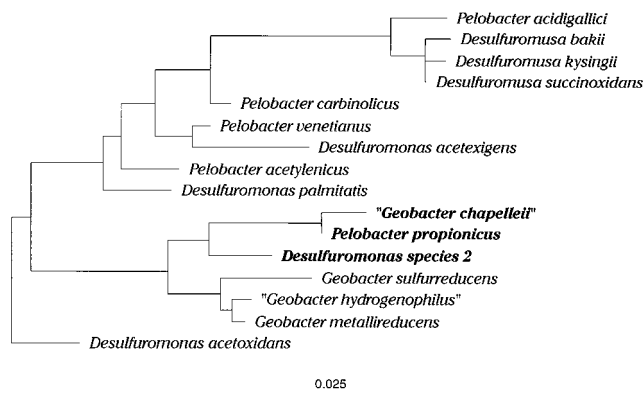 Pelobacter acidigallici
Desulfuromusa bakii
Desulfuromusa kysingii
Desulfuromusa succinoxidans
Pelobacter carbinolicus
Pelobacter venetianus
Desulfuromonas acetexigens
Pelobacter acetylenicus
Desulfuromonas palmitatis
"Geobacter chapelleii"
Pelobacter propionicus
Desulfuromonas species 2
Geobacter sulfurreducens
"Geobacter hydrogenophilus"
Geobacter metallireducens
Desulfuromonas acetoxidans
0.025